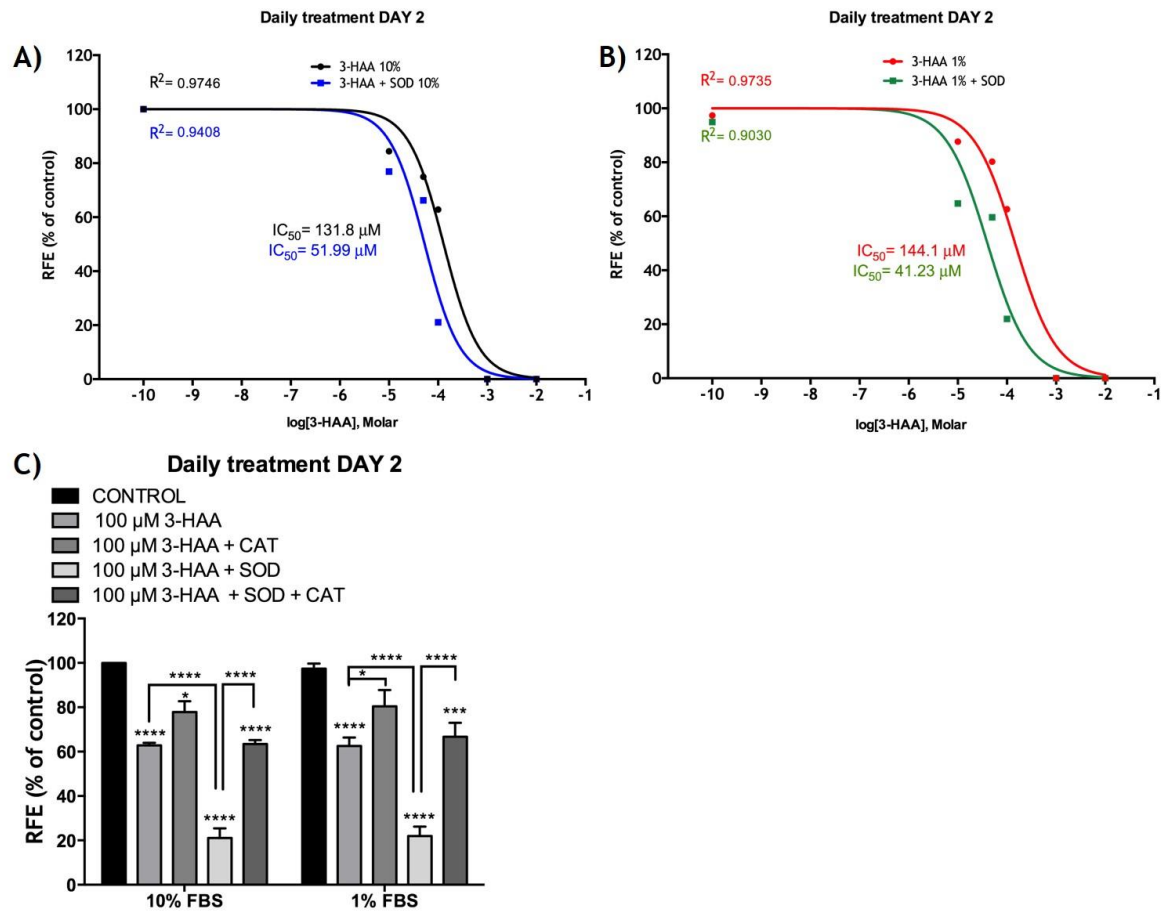 Daily treatment DAY 2
A)
120
100
80
60
40
20
0
RFE (% of control)
R²= 0.9746
R²= 0.9408
3-HAA 10%
3-HAA + SOD 10%
IC₅₀= 131.8 µM
IC₅₀= 51.99 µM
-10 -9 -8 -7 -6 -5 -4 -3 -2 -1
log[3-HAA], Molar
Daily treatment DAY 2
B)
120
100
80
60
40
20
0
RFE (% of control)
R²= 0.9735
R²= 0.9030
3-HAA 1%
3-HAA 1% + SOD
IC₅₀= 144.1 µM
IC₅₀= 41.23 µM
-10 -9 -8 -7 -6 -5 -4 -3 -2 -1
log[3-HAA], Molar
C)
Daily treatment DAY 2
CONTROL
100 µM 3-HAA
100 µM 3-HAA + CAT
100 µM 3-HAA + SOD
100 µM 3-HAA + SOD + CAT
120
100
80
60
40
20
0
RFE (% of control)
**** ****
*
**** ****
****
**** ****
*
**** ***
****
10% FBS 1% FBS